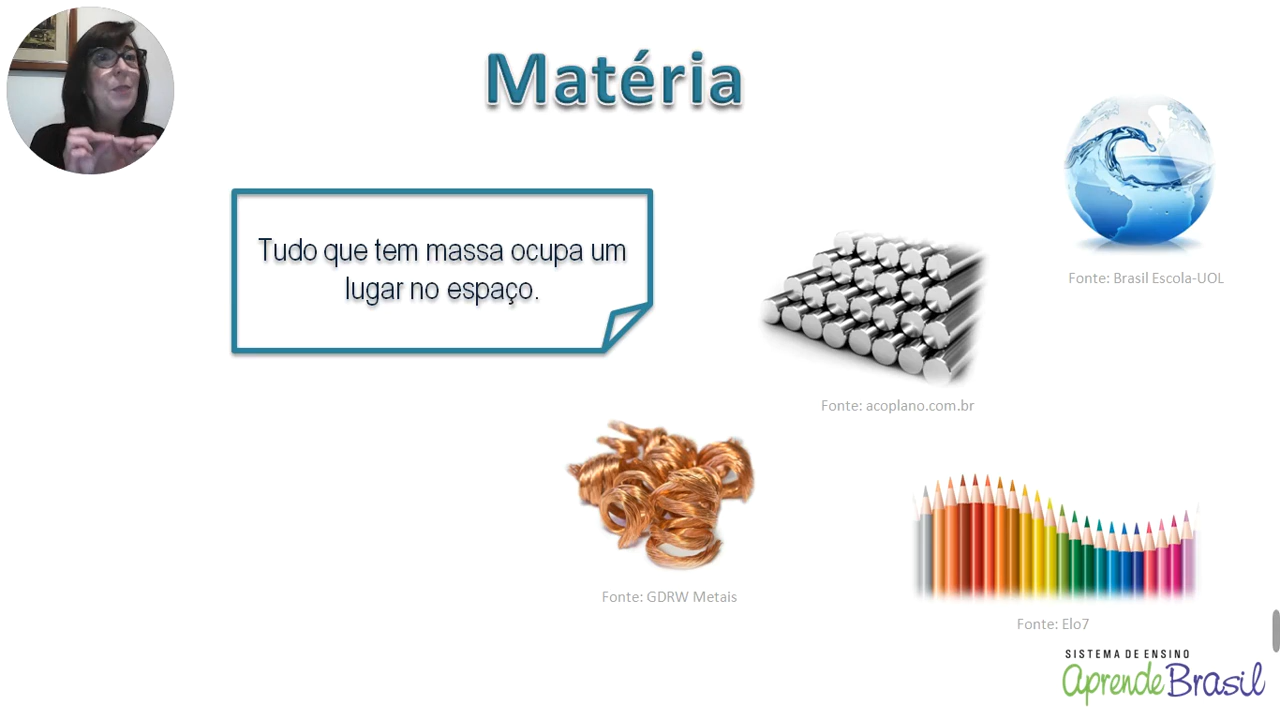 Matéria
Tudo que tem massa ocupa um
lugar no espaço.
Fonte: Brasil Escola-UOL
Fonte: acoplano.com.br
Fonte: GDRW Metais
Fonte: Elo7
SISTEMA DE ENSINO
aprende Brasil